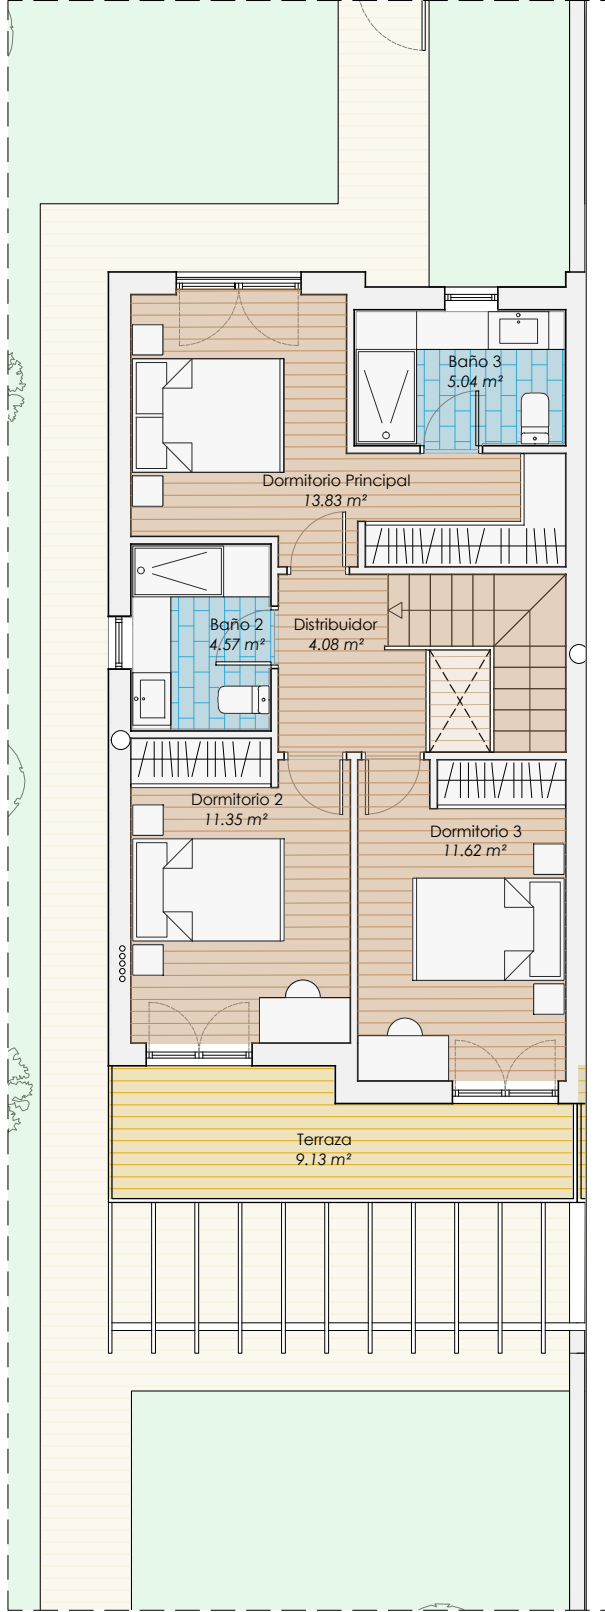 Baño 3
5.04 m²
Dormitorio Principal
13.83 m²
Baño 2
4.57 m²
Distribuidor
4.08 m²
Dormitorio 2
11.35 m²
Dormitorio 3
11.62 m²
Terraza
9.13 m²